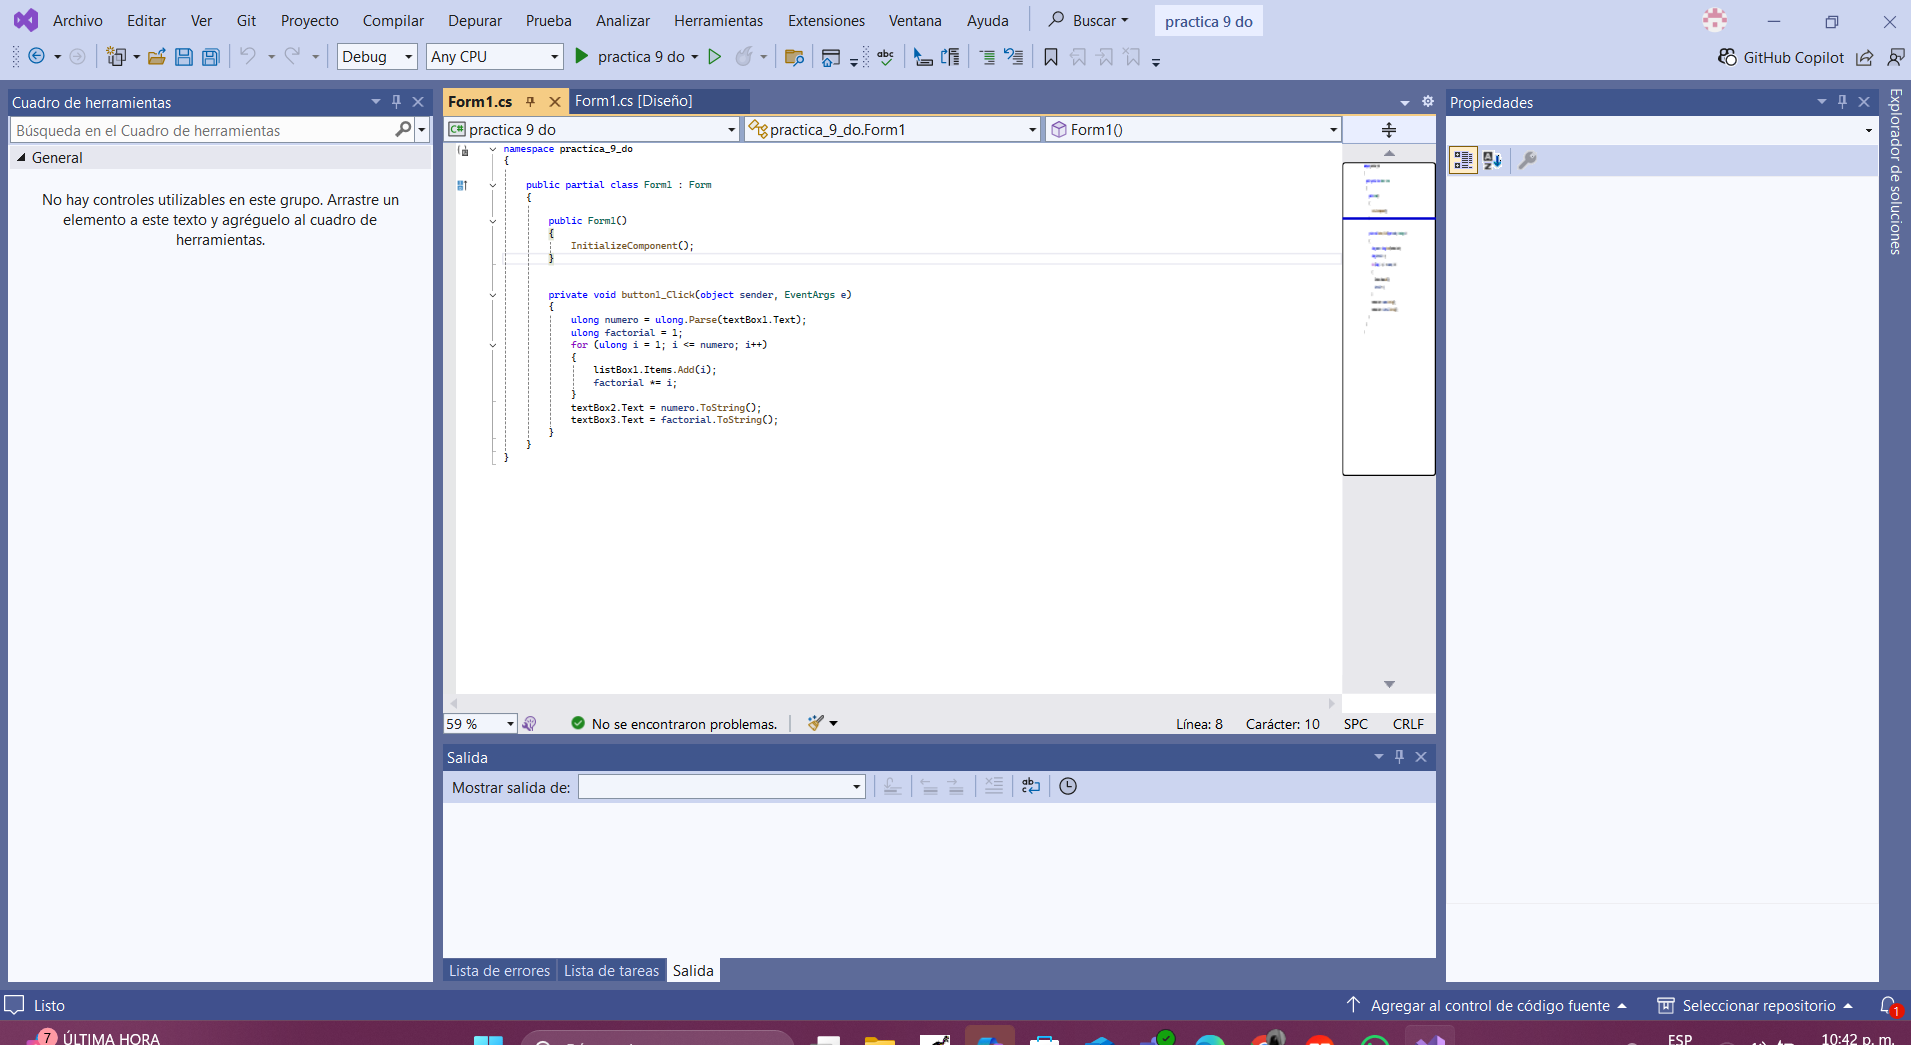 Archivo Editar Ver Git Proyecto Compilar Depurar Prueba Analizar Herramientas Extensiones Ventana Ayuda Buscar practica 9 do
Debug Any CPU practica 9 do GitHub Copilot
Cuadro de herramientas
Búsqueda en el Cuadro de herramientas
General
No hay controles utilizables en este grupo. Arrastre un
elemento a este texto y agréguelo al cuadro de
herramientas.
Form1.cs Form1.cs [Diseño]
practica 9 do practica_9_do.Form1 Form1()
namespace practica_9_do
{
public partial class Form1 : Form
{
public Form1()
{
InitializeComponent();
}
private void button1_Click(object sender, EventArgs e)
{
ulong numero = ulong.Parse(textBox1.Text);
ulong factorial = 1;
for (ulong i = 1; i <= numero; i++)
{
listBox1.Items.Add(i);
factorial *= i;
}
textBox2.Text = numero.ToString();
textBox3.Text = factorial.ToString();
}
}
}
59 % No se encontraron problemas. Línea: 8 Carácter: 10 SPC CRLF
Salida
Mostrar salida de:
Lista de errores Lista de tareas Salida
Propiedades
Explorador de soluciones
Listo Agregar al control de código fuente Seleccionar repositorio 1
7 ÚLTIMA HORA ESP 10:42 p. m.